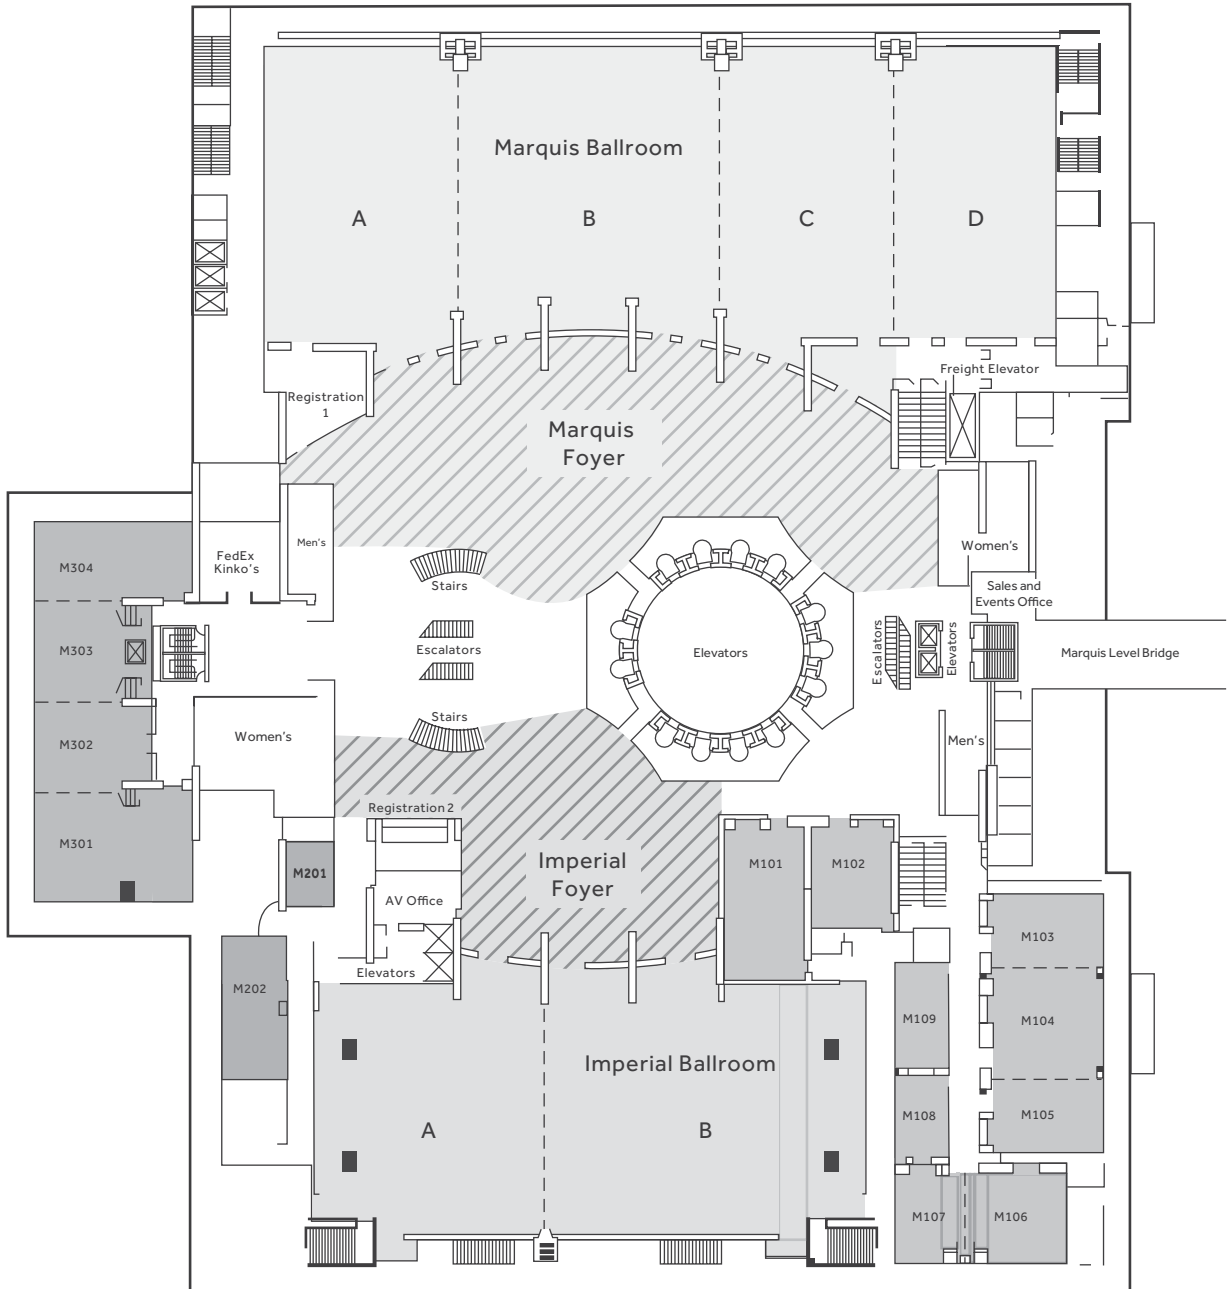 Marquis Ballroom
A
B
C
D
Freight Elevator
Registration
1
Marquis
Foyer
Men's
FedEx
Kinko's
M304
Women's
Stairs
Sales and
Events Office
M303
Escalators
Elevators
Escalators
Elevators
Marquis Level Bridge
Stairs
M302
Women's
Men's
Registration 2
M301
Imperial
Foyer
M101
M102
M201
AV Office
M103
Elevators
M202
M109
M104
Imperial Ballroom
M108
M105
A
B
M107
M106